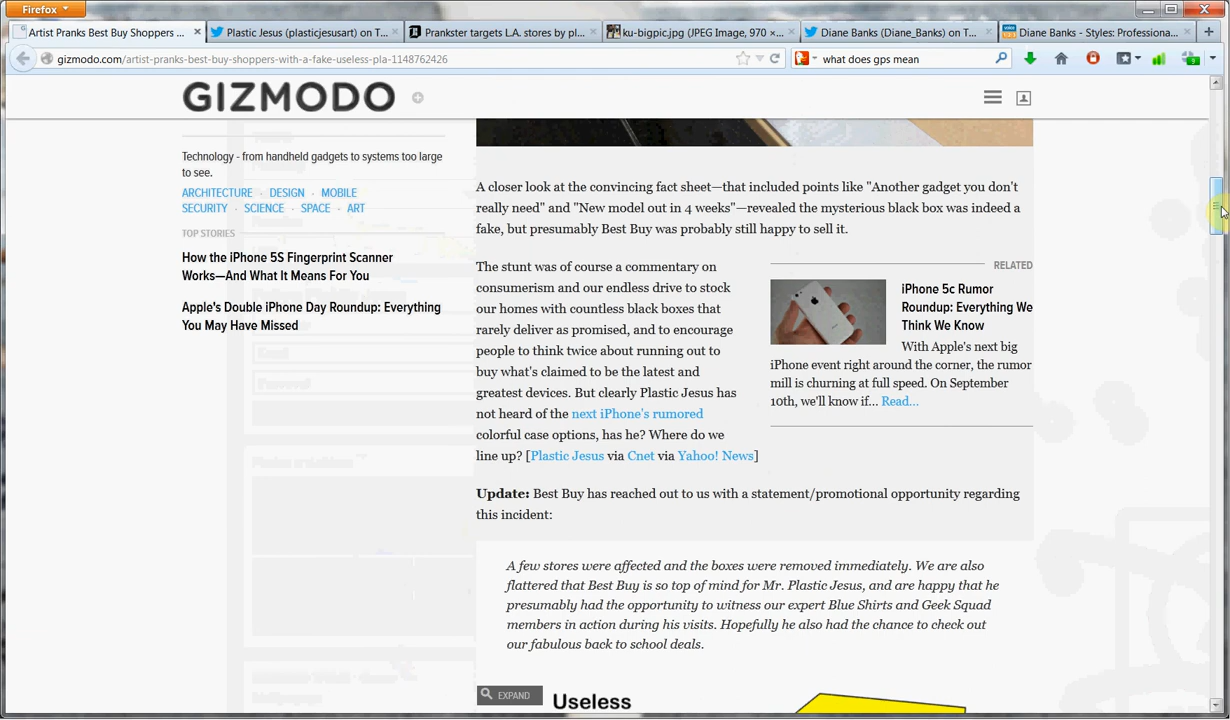 Firefox
Artist Pranks Best Buy Shoppers ...
Plastic Jesus (plasticjesusart) on T...
Prankster targets L.A. stores by pl...
ku-bigpic.jpg (JPEG Image, 970 ×...
Diane Banks (Diane_Banks) on T...
Diane Banks - Styles: Professiona...
gizmodo.com/artist-pranks-best-buy-shoppers-with-a-fake-useless-pla-1148762426
what does gps mean
GIZMODO
Technology - from handheld gadgets to systems too large
to see.
ARCHITECTURE · DESIGN · MOBILE
SECURITY · SCIENCE · SPACE · ART
TOP STORIES
How the iPhone 5S Fingerprint Scanner
Works—And What It Means For You
Apple's Double iPhone Day Roundup: Everything
You May Have Missed
A closer look at the convincing fact sheet—that included points like "Another gadget you don't
really need" and "New model out in 4 weeks"—revealed the mysterious black box was indeed a
fake, but presumably Best Buy was probably still happy to sell it.
The stunt was of course a commentary on
consumerism and our endless drive to stock
our homes with countless black boxes that
rarely deliver as promised, and to encourage
people to think twice about running out to
buy what's claimed to be the latest and
greatest devices. But clearly Plastic Jesus has
not heard of the next iPhone's rumored
colorful case options, has he? Where do we
line up? [Plastic Jesus via Cnet via Yahoo! News]
RELATED
iPhone 5c Rumor
Roundup: Everything We
Think We Know
With Apple's next big
iPhone event right around the corner, the rumor
mill is churning at full speed. On September
10th, we'll know if... Read...
Update: Best Buy has reached out to us with a statement/promotional opportunity regarding
this incident:
A few stores were affected and the boxes were removed immediately. We are also
flattered that Best Buy is so top of mind for Mr. Plastic Jesus, and are happy that he
presumably had the opportunity to witness our expert Blue Shirts and Geek Squad
members in action during his visits. Hopefully he also had the chance to check out
our fabulous back to school deals.
EXPAND
Useless